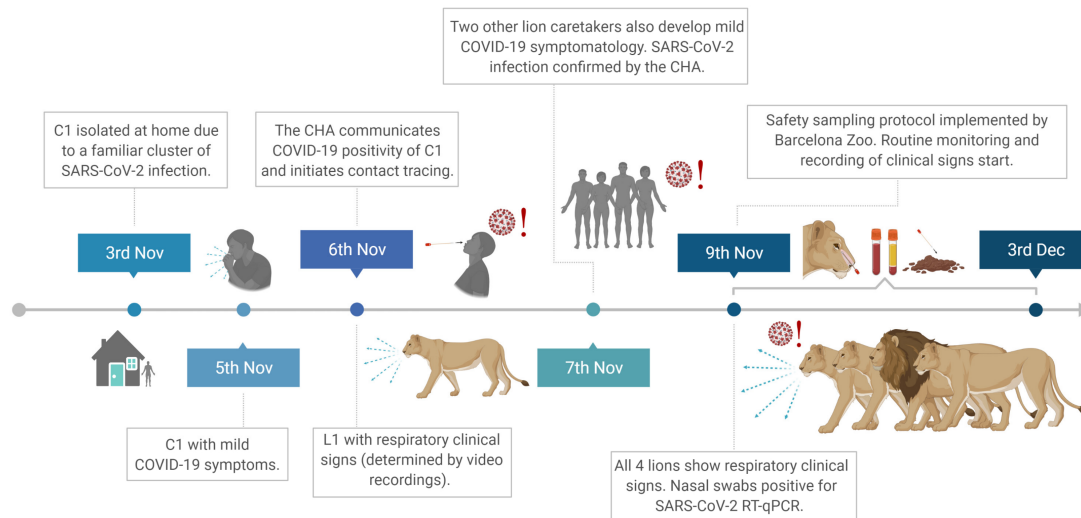 Two other lion caretakers also develop mild
COVID-19 symptomatology. SARS-CoV-2
infection confirmed by the CHA.
C1 isolated at home due
to a familiar cluster of
SARS-CoV-2 infection.
The CHA communicates
COVID-19 positivity of C1
and initiates contact tracing.
Safety sampling protocol implemented by
Barcelona Zoo. Routine monitoring and
recording of clinical signs start.
3rd Nov
6th Nov
9th Nov
3rd Dec
5th Nov
7th Nov
C1 with mild
COVID-19 symptoms.
L1 with respiratory clinical
signs (determined by video
recordings).
All 4 lions show respiratory clinical
signs. Nasal swabs positive for
SARS-CoV-2 RT-qPCR.